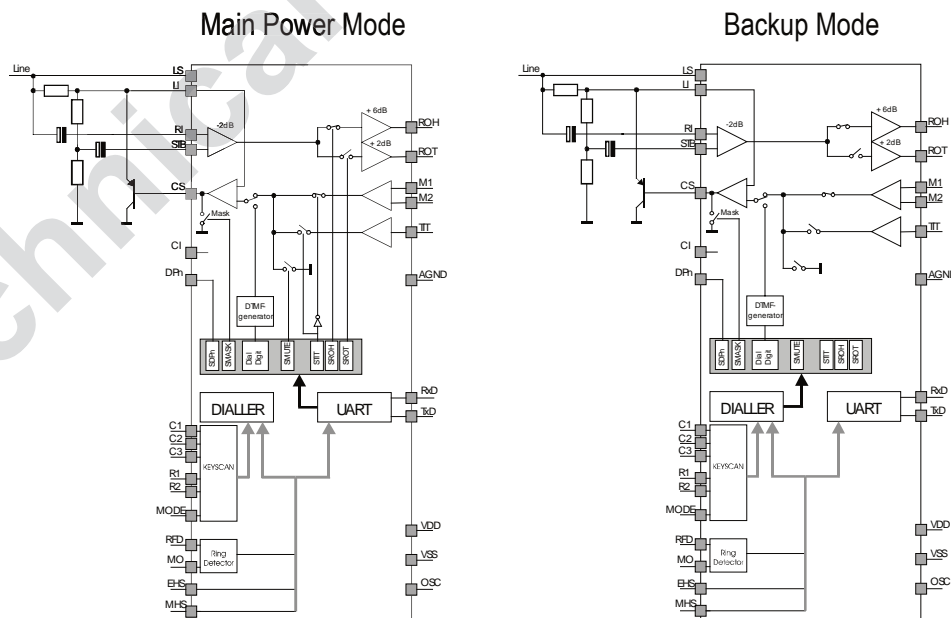 Main Power Mode
Line
LS
LI
RI
STB
CS
CI
DPn
-2dB
+ 6dB
+ 2dB
ROH
ROT
M1
M2
TIT
AGND
Mask
DTMF-
generator
SDPn
SMASK
Dial
Digit
SMUTE
STIT
SROH
SROT
DIALLER
UART
RxD
TxD
C1
C2
C3
R1
R2
MODE
KEYSCAN
RFD
MO
Ring
Detector
EHS
MHS
VDD
VSS
OSC
Backup Mode
Line
LS
LI
RI
STB
CS
CI
DPn
-2dB
+ 6dB
+ 2dB
ROH
ROT
M1
M2
TIT
AGND
Mask
DTMF-
generator
SDPn
SMASK
Dial
Digit
SMUTE
STIT
SROH
SROT
DIALLER
UART
RxD
TxD
C1
C2
C3
R1
R2
MODE
KEYSCAN
RFD
MO
Ring
Detector
EHS
MHS
VDD
VSS
OSC
chnical